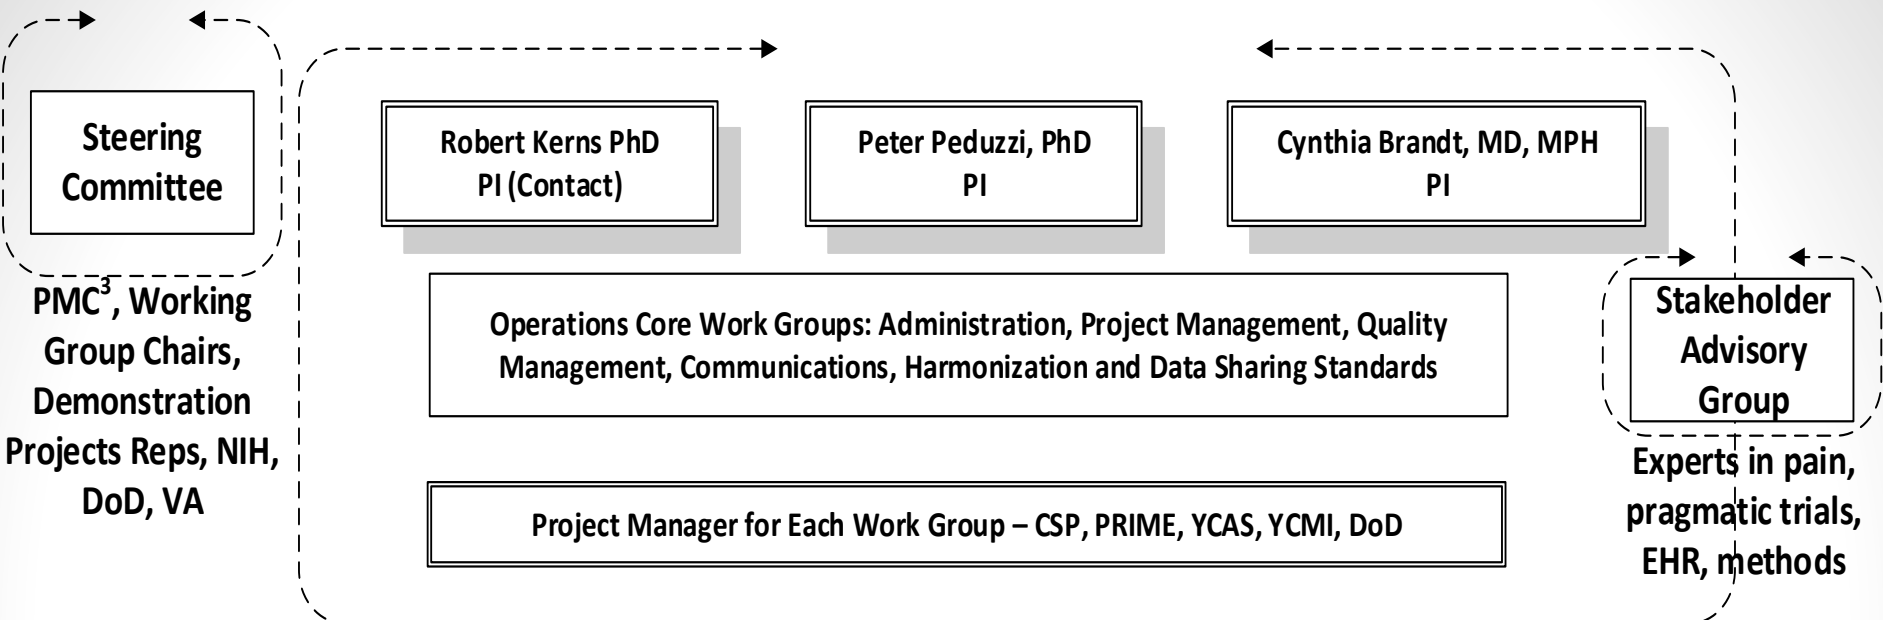 Steering
Committee
PMC³, Working
Group Chairs,
Demonstration
Projects Reps, NIH,
DoD, VA
Robert Kerns PhD
PI (Contact)
Peter Peduzzi, PhD
PI
Cynthia Brandt, MD, MPH
PI
Operations Core Work Groups: Administration, Project Management, Quality
Management, Communications, Harmonization and Data Sharing Standards
Project Manager for Each Work Group – CSP, PRIME, YCAS, YCMI, DoD
Stakeholder
Advisory
Group
Experts in pain,
pragmatic trials,
EHR, methods